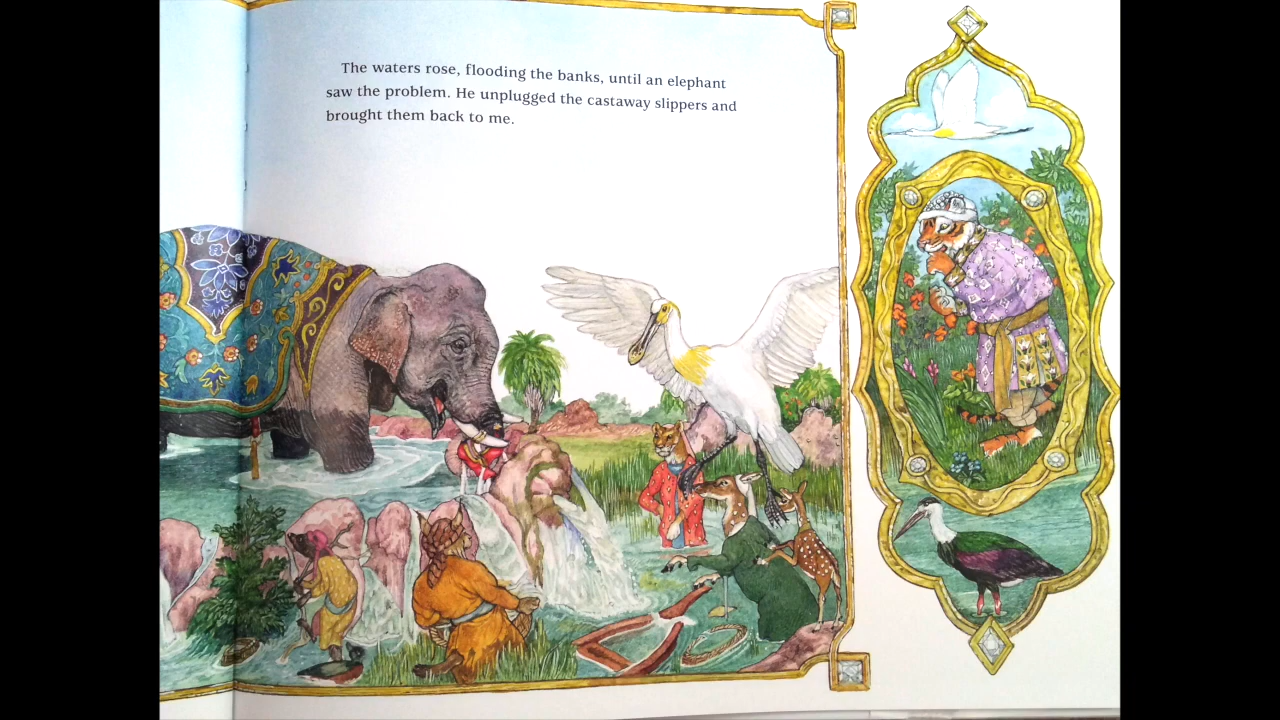 The waters rose, flooding the banks, until an elephant
saw the problem. He unplugged the castaway slippers and
brought them back to me.